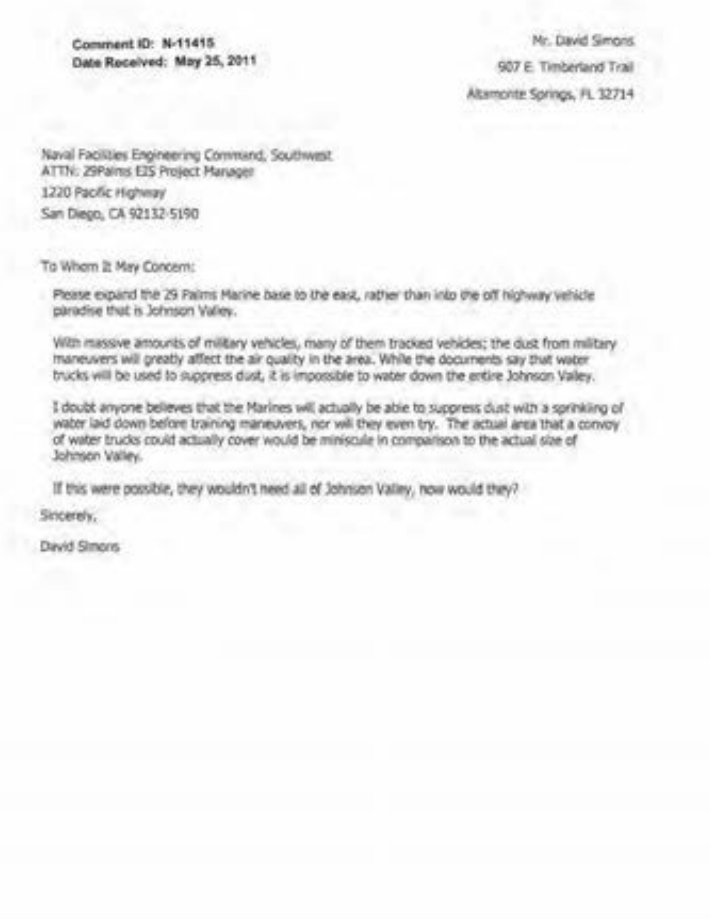 Comment ID: N-11415
Date Received: May 25, 2011
Mr. David Simons
907 E. Timberland Trail
Altamonte Springs, FL 32714
Naval Facilities Engineering Command, Southwest
ATTN: 29Palms EIS Project Manager
1220 Pacific Highway
San Diego, CA 92132-5190
To Whom It May Concern:
Please expand the 29 Palms Marine base to the east, rather than into the off highway vehicle
paradise that is Johnson Valley.
With massive amounts of military vehicles, many of them tracked vehicles; the dust from military
maneuvers will greatly affect the air quality in the area. While the documents say that water
trucks will be used to suppress dust, it is impossible to water down the entire Johnson Valley.
I doubt anyone believes that the Marines will actually be able to suppress dust with a sprinkling of
water laid down before training maneuvers, nor will they even try. The actual area that a convoy
of water trucks could actually cover would be miniscule in comparison to the actual size of
Johnson Valley.
If this were possible, they wouldn't need all of Johnson Valley, now would they?
Sincerely,
David Simons